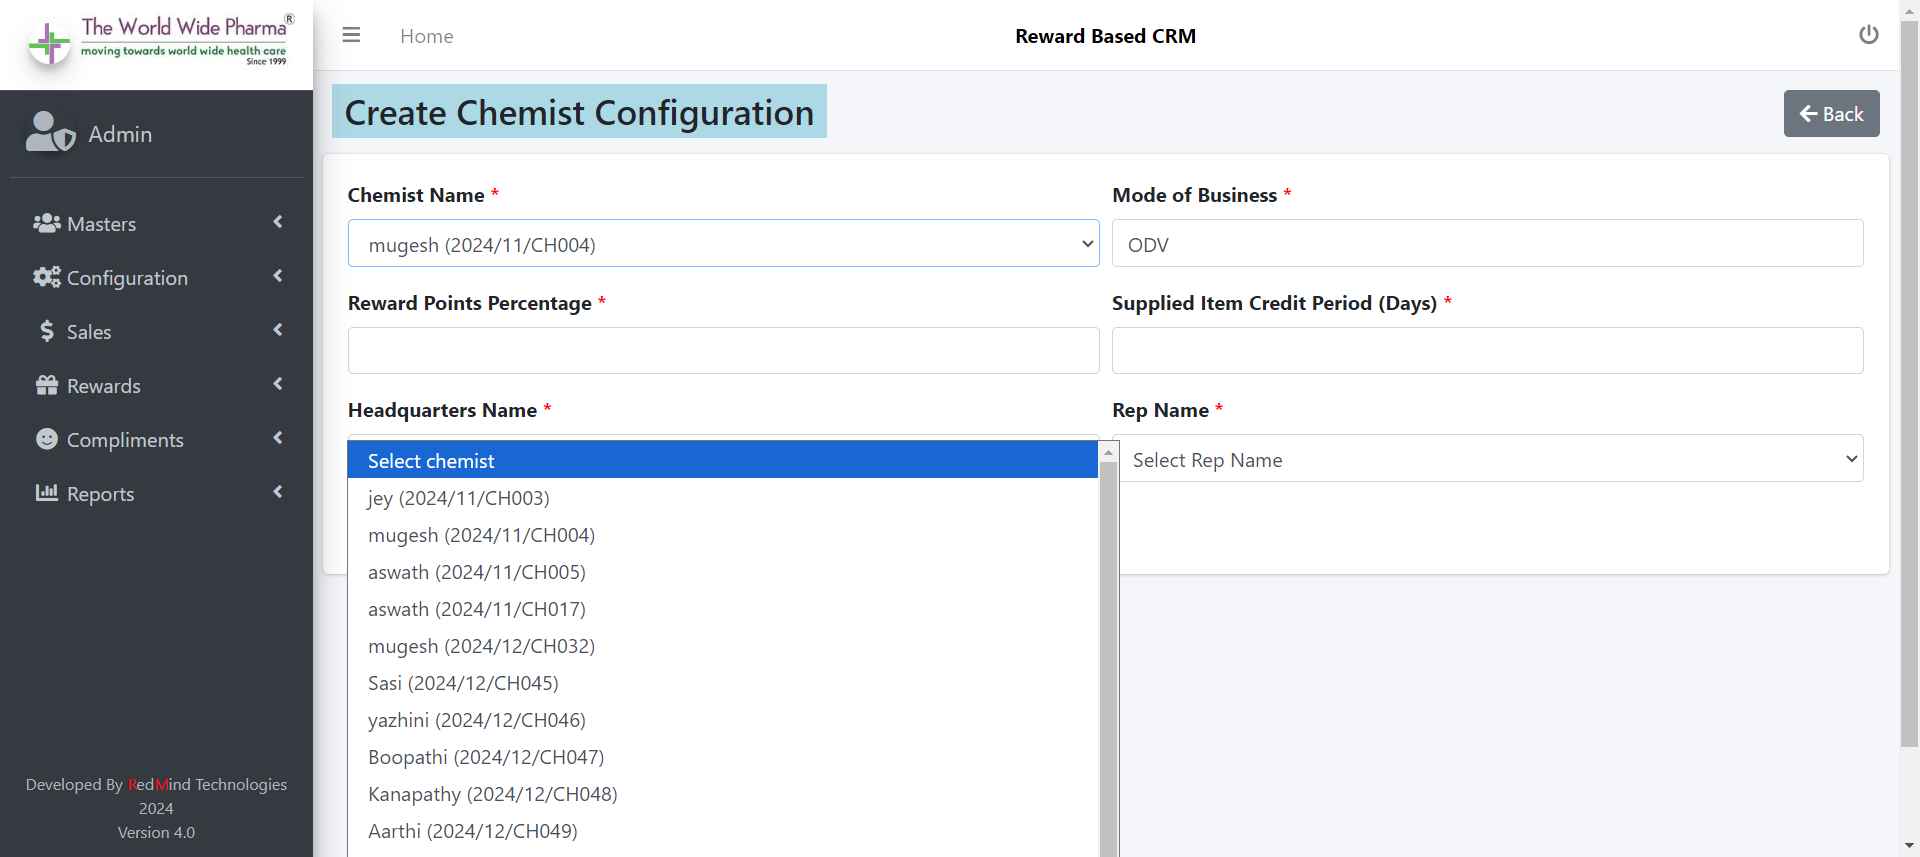 The World Wide Pharma®
moving towards world wide health care
Since 1999
Admin
Masters
Configuration
Sales
Rewards
Compliments
Reports
Developed By RedMind Technologies
2024
Version 4.0
Home
Reward Based CRM
Create Chemist Configuration
Back
Chemist Name *
mugesh (2024/11/CH004)
Mode of Business *
ODV
Reward Points Percentage *
Supplied Item Credit Period (Days) *
Headquarters Name *
Rep Name *
Select Rep Name
Select chemist
jey (2024/11/CH003)
mugesh (2024/11/CH004)
aswath (2024/11/CH005)
aswath (2024/11/CH017)
mugesh (2024/12/CH032)
Sasi (2024/12/CH045)
yazhini (2024/12/CH046)
Boopathi (2024/12/CH047)
Kanapathy (2024/12/CH048)
Aarthi (2024/12/CH049)